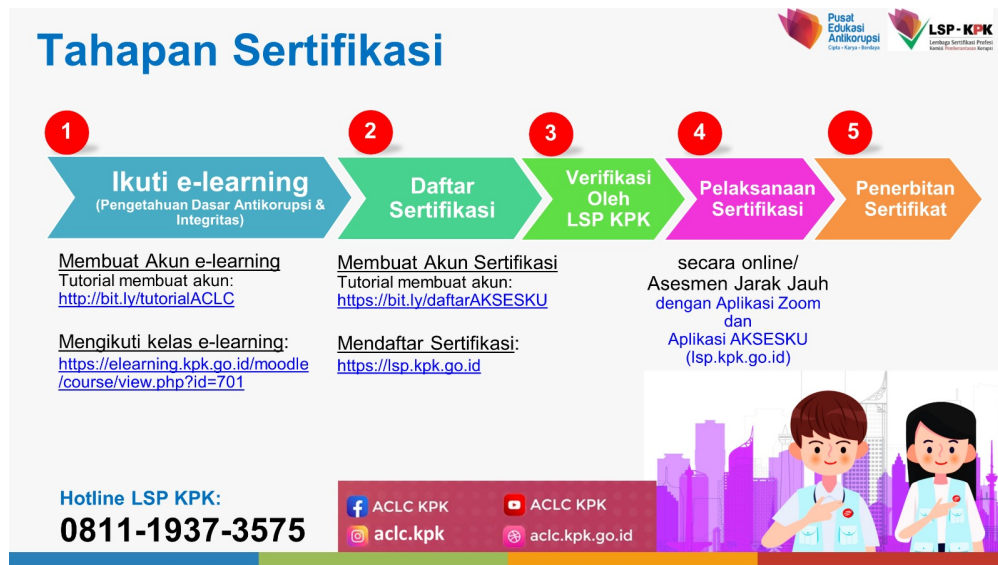 Tahapan Sertifikasi
Pusat
Edukasi
Antikorupsi
Cipta - Karya - Berdaya
LSP - KPK
Lembaga Sertifikasi Profesi
Komisi Pemberantasan Korupsi
1
Ikuti e-learning
(Pengetahuan Dasar Antikorupsi &
Integritas)
2
Daftar
Sertifikasi
3
Verifikasi
Oleh
LSP KPK
4
Pelaksanaan
Sertifikasi
5
Penerbitan
Sertifikat
Membuat Akun e-learning
Tutorial membuat akun:
http://bit.ly/tutorialACLC
Mengikuti kelas e-learning:
https://elearning.kpk.go.id/moodle
/course/view.php?id=701
Membuat Akun Sertifikasi
Tutorial membuat akun:
https://bit.ly/daftarAKSESKU
Mendaftar Sertifikasi:
https://lsp.kpk.go.id
secara online/
Asesmen Jarak Jauh
dengan Aplikasi Zoom
dan
Aplikasi AKSESKU
(lsp.kpk.go.id)
Hotline LSP KPK:
0811-1937-3575
ACLC KPK
ACLC KPK
aclc.kpk
aclc.kpk.go.id